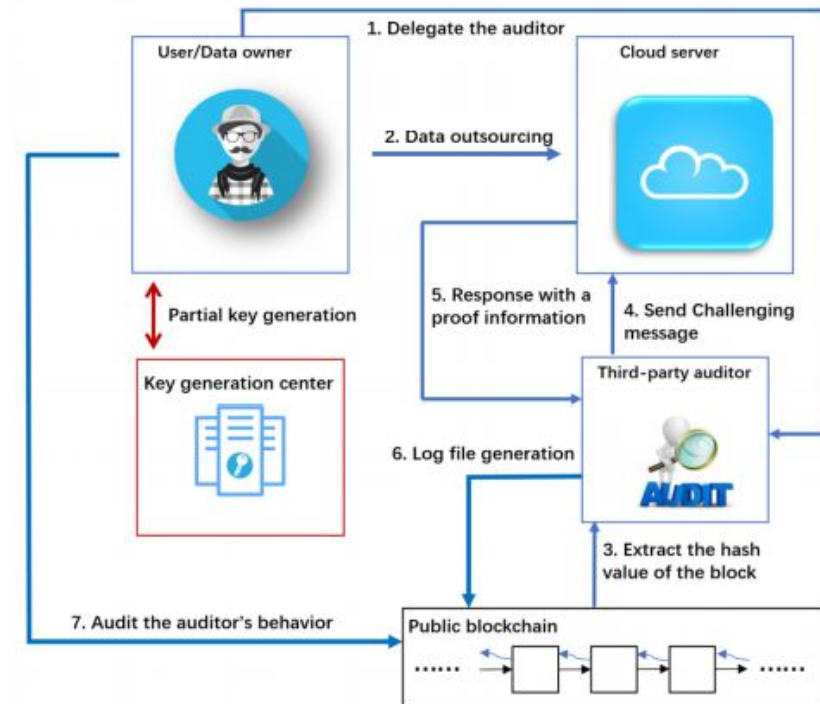 1. Delegate the auditor
User/Data owner
Cloud server
2. Data outsourcing
5. Response with a
proof information
4. Send Challenging
message
Partial key generation
Key generation center
Third-party auditor
AUDIT
6. Log file generation
3. Extract the hash
value of the block
7. Audit the auditor's behavior
Public blockchain
······
······